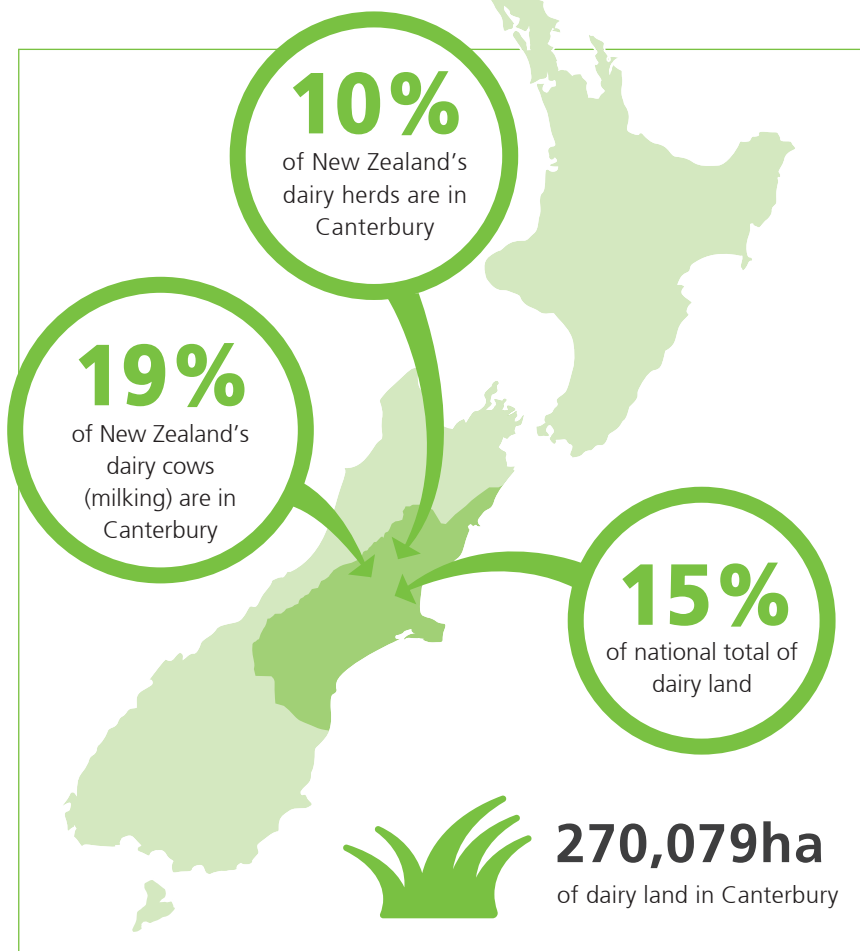 10%
of New Zealand's
dairy herds are in
Canterbury
19%
of New Zealand's
dairy cows
(milking) are in
Canterbury
15%
of national total of
dairy land
270,079ha
of dairy land in Canterbury